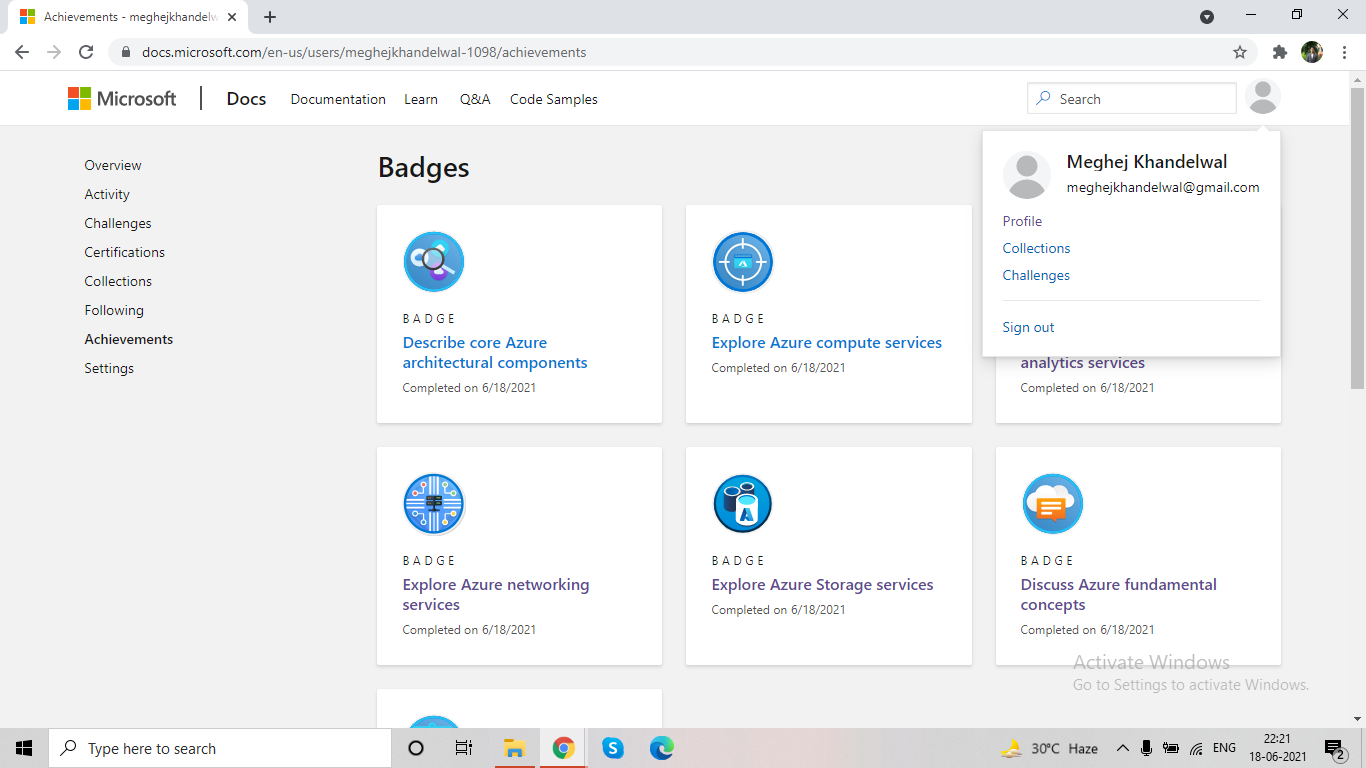 Achievements - meghejkhandelw
docs.microsoft.com/en-us/users/meghejkhandelwal-1098/achievements
Microsoft
Docs
Documentation
Learn
Q&A
Code Samples
Search
Overview
Activity
Challenges
Certifications
Collections
Following
Achievements
Settings
Badges
Meghej Khandelwal
meghejkhandelwal@gmail.com
Profile
Collections
Challenges
Sign out
BADGE
Describe core Azure
architectural components
Completed on 6/18/2021
BADGE
Explore Azure compute services
Completed on 6/18/2021
analytics services
Completed on 6/18/2021
BADGE
Explore Azure networking
services
Completed on 6/18/2021
BADGE
Explore Azure Storage services
Completed on 6/18/2021
BADGE
Discuss Azure fundamental
concepts
Completed on 6/18/2021
Activate Windows
Go to Settings to activate Windows.
Type here to search
30°C Haze
ENG
22:21
18-06-2021
2